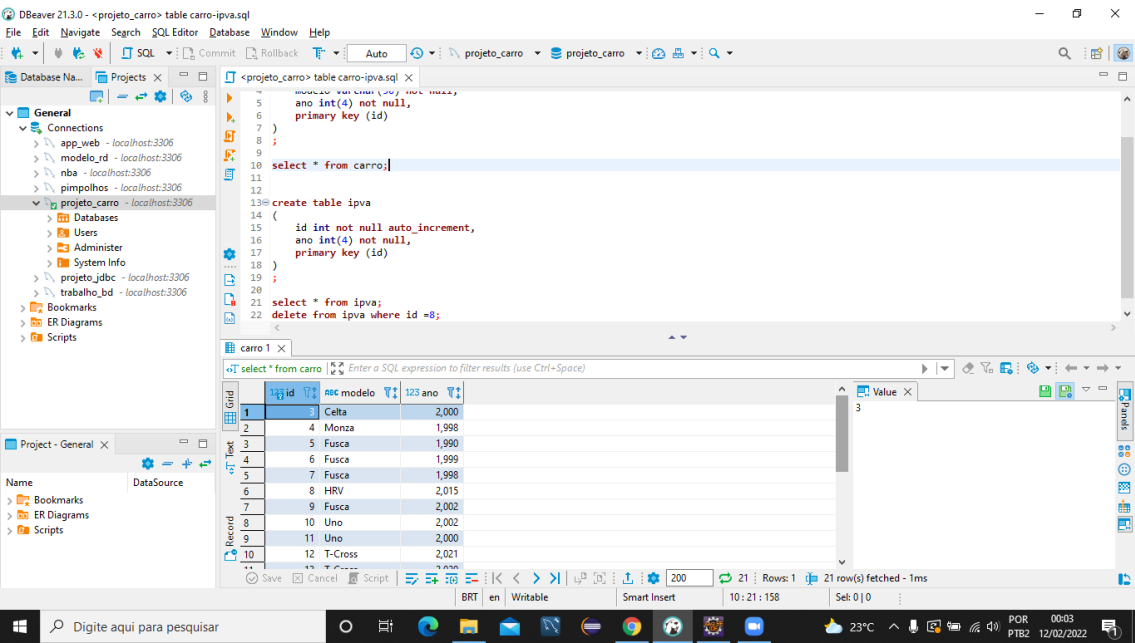 DBeaver 21.3.0 - <projeto_carro> table carro-ipva.sql
File Edit Navigate Search SQL Editor Database Window Help
SQL Commit Rollback Auto projeto_carro projeto_carro
Database Na... Projects
<projeto_carro> table carro-ipva.sql
General
Connections
app_web - localhost:3306
modelo_rd - localhost:3306
nba - localhost:3306
pimpolhos - localhost:3306
projeto_carro - localhost:3306
Databases
Users
Administer
System Info
projeto_jdbc - localhost:3306
trabalho_bd - localhost:3306
Bookmarks
ER Diagrams
Scripts
5 ano int(4) not null,
6 primary key (id)
7 )
8 ;
9
10 select * from carro;
11
12
13 create table ipva
14 (
15 id int not null auto_increment,
16 ano int(4) not null,
17 primary key (id)
18 )
19 ;
20
21 select * from ipva;
22 delete from ipva where id =8;
carro 1
select * from carro Enter a SQL expression to filter results (use Ctrl+Space)
Grid
Text
Record
123 id ABC modelo 123 ano
1 3 Celta 2,000
2 4 Monza 1,998
3 5 Fusca 1,990
4 6 Fusca 1,999
5 7 Fusca 1,998
6 8 HRV 2,015
7 9 Fusca 2,002
8 10 Uno 2,002
9 11 Uno 2,000
10 12 T-Cross 2,021
Value
3
Panels
Project - General
Name DataSource
Bookmarks
ER Diagrams
Scripts
Save Cancel Script 200 21 Rows: 1 21 row(s) fetched - 1ms
BRT en Writable Smart Insert 10 : 21 : 158 Sel: 0 | 0
Digite aqui para pesquisar
23°C
POR
PTB2
00:03
12/02/2022
1